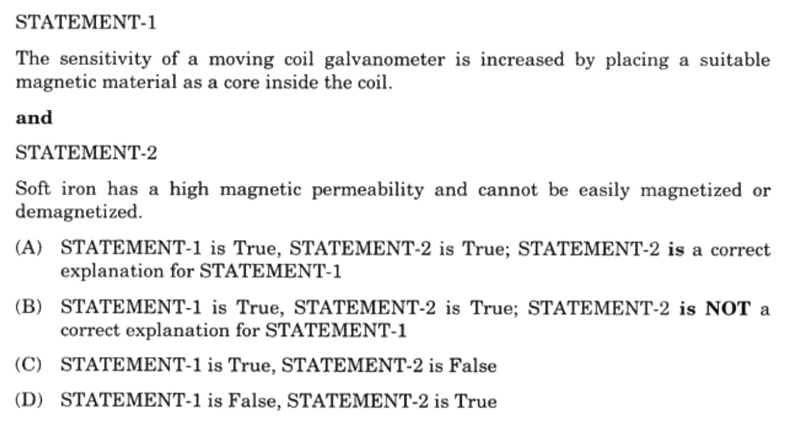 STATEMENT-1
The sensitivity of a moving coil galvanometer is increased by placing a suitable
magnetic material as a core inside the coil.
and
STATEMENT-2
Soft iron has a high magnetic permeability and cannot be easily magnetized or
demagnetized.
(A) STATEMENT-1 is True, STATEMENT-2 is True; STATEMENT-2 is a correct
explanation for STATEMENT-1
(B) STATEMENT-1 is True, STATEMENT-2 is True; STATEMENT-2 is NOT a
correct explanation for STATEMENT-1
(C) STATEMENT-1 is True, STATEMENT-2 is False
(D) STATEMENT-1 is False, STATEMENT-2 is True